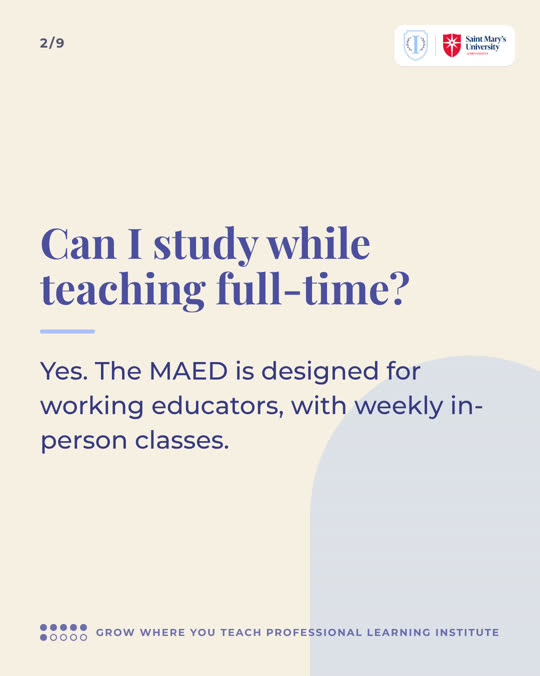 2/9
I
Saint Mary's
University
Can I study while
teaching full-time?
Yes. The MAED is designed for
working educators, with weekly in-
person classes.
GROW WHERE YOU TEACH PROFESSIONAL LEARNING INSTITUTE